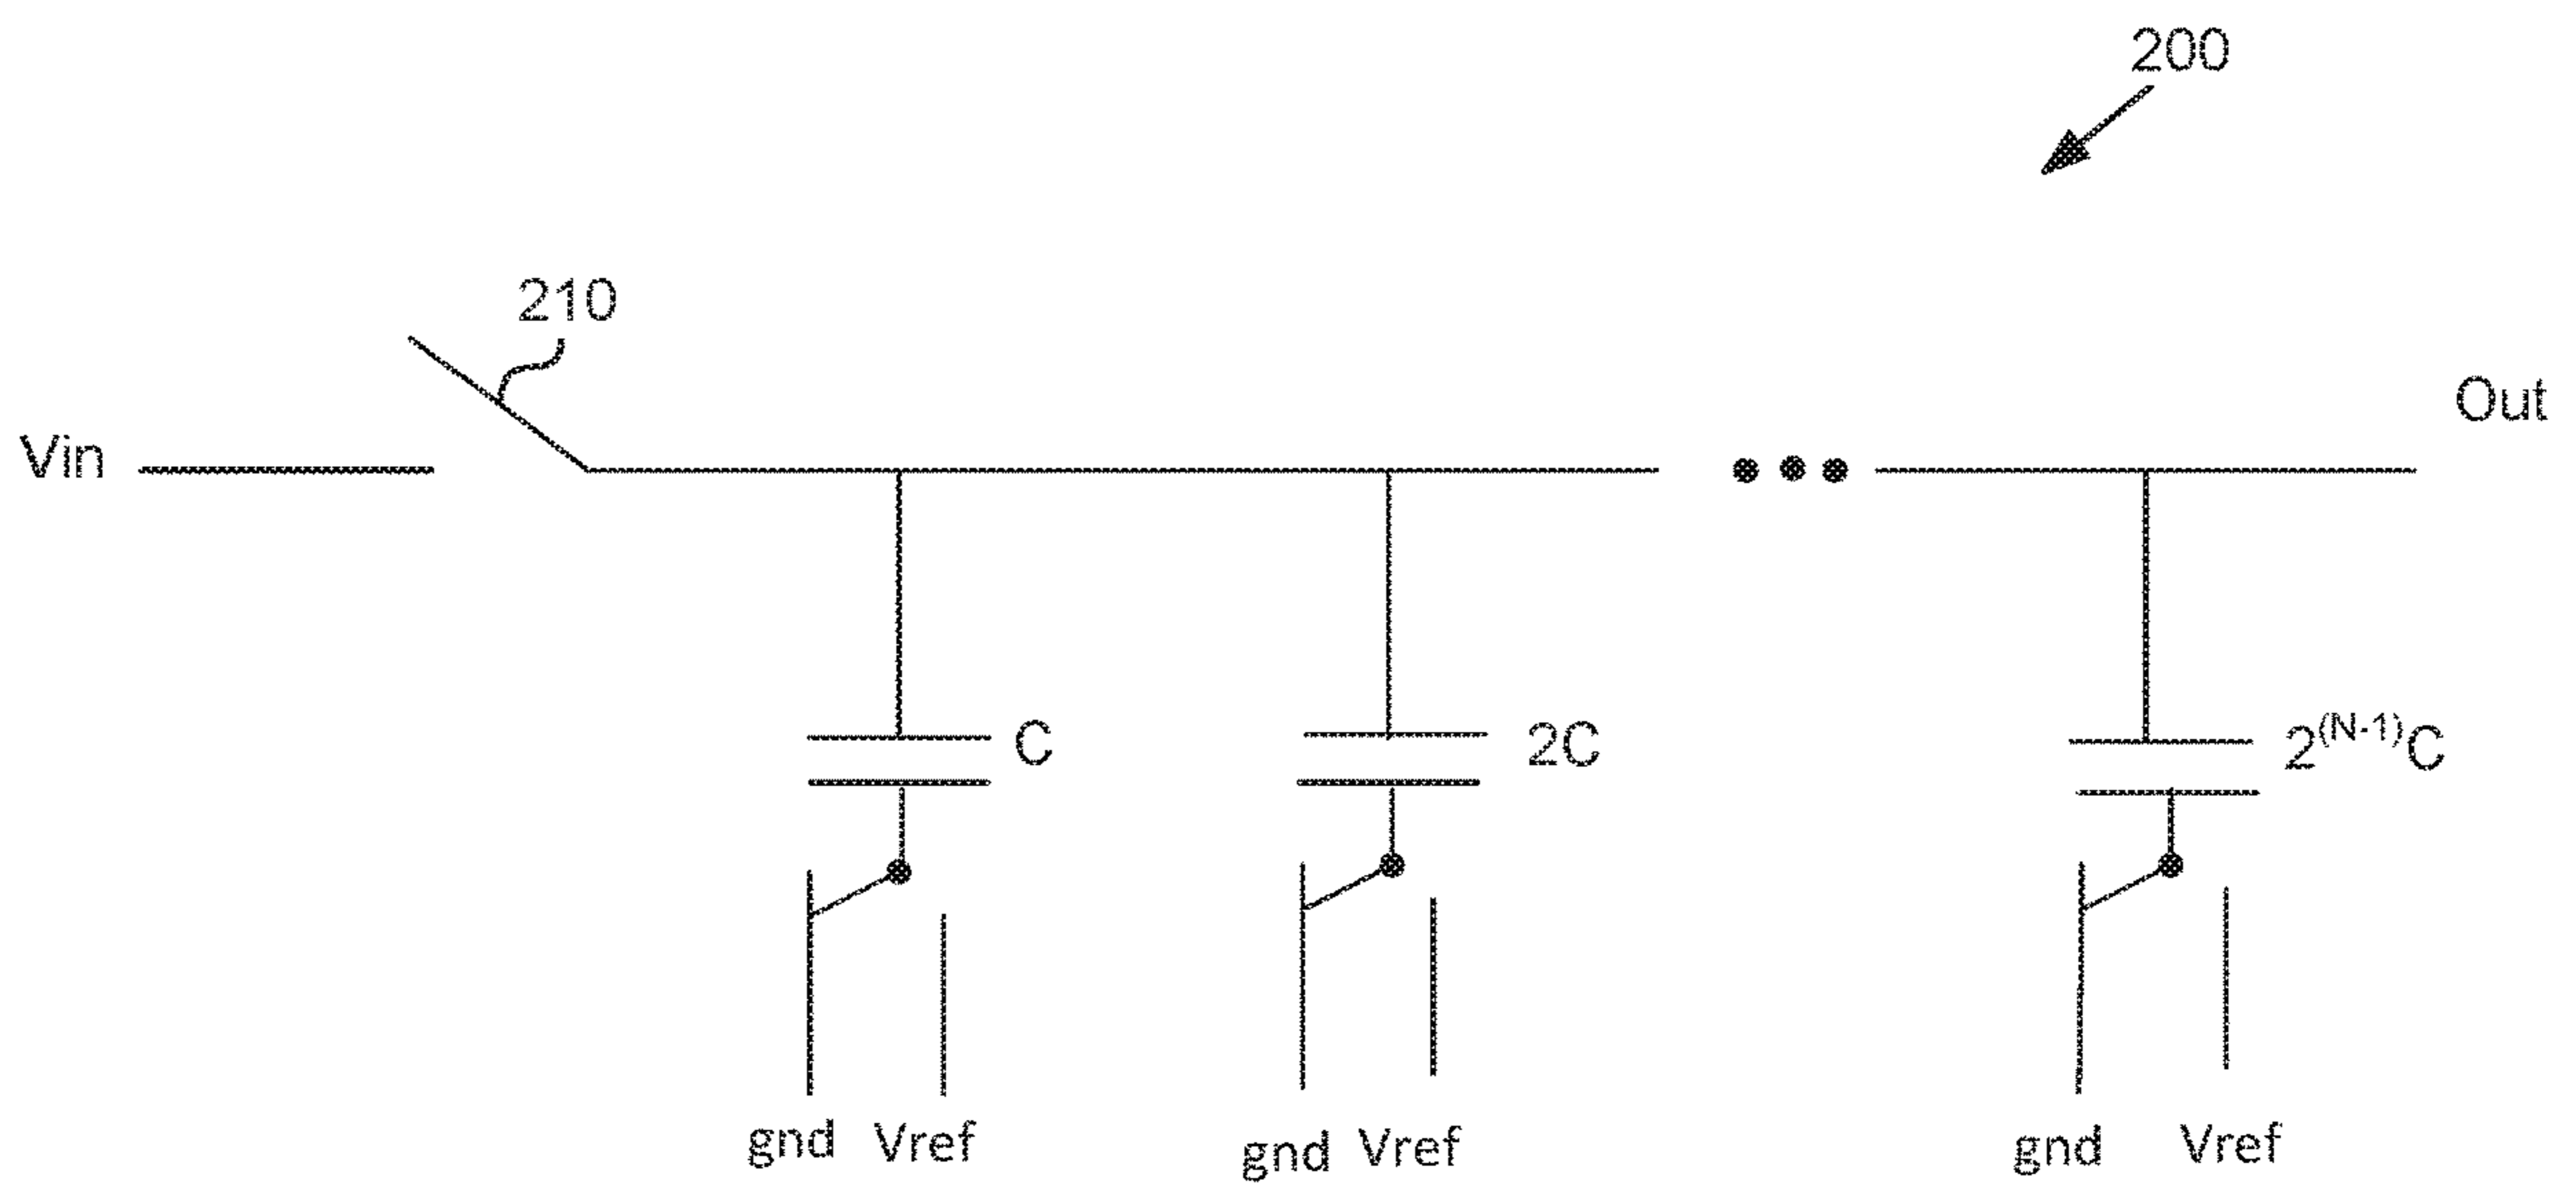 200
210
Vin
Out
C
2C
2^(N-1)C
gnd Vref
gnd Vref
gnd Vref